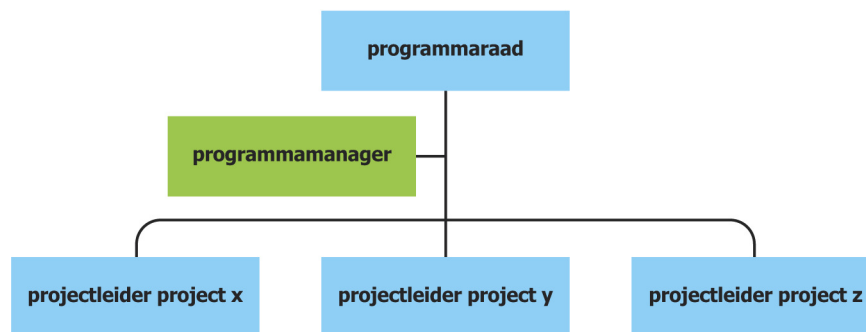 programmaraad
programmamanager
projectleider project x
projectleider project y
projectleider project z